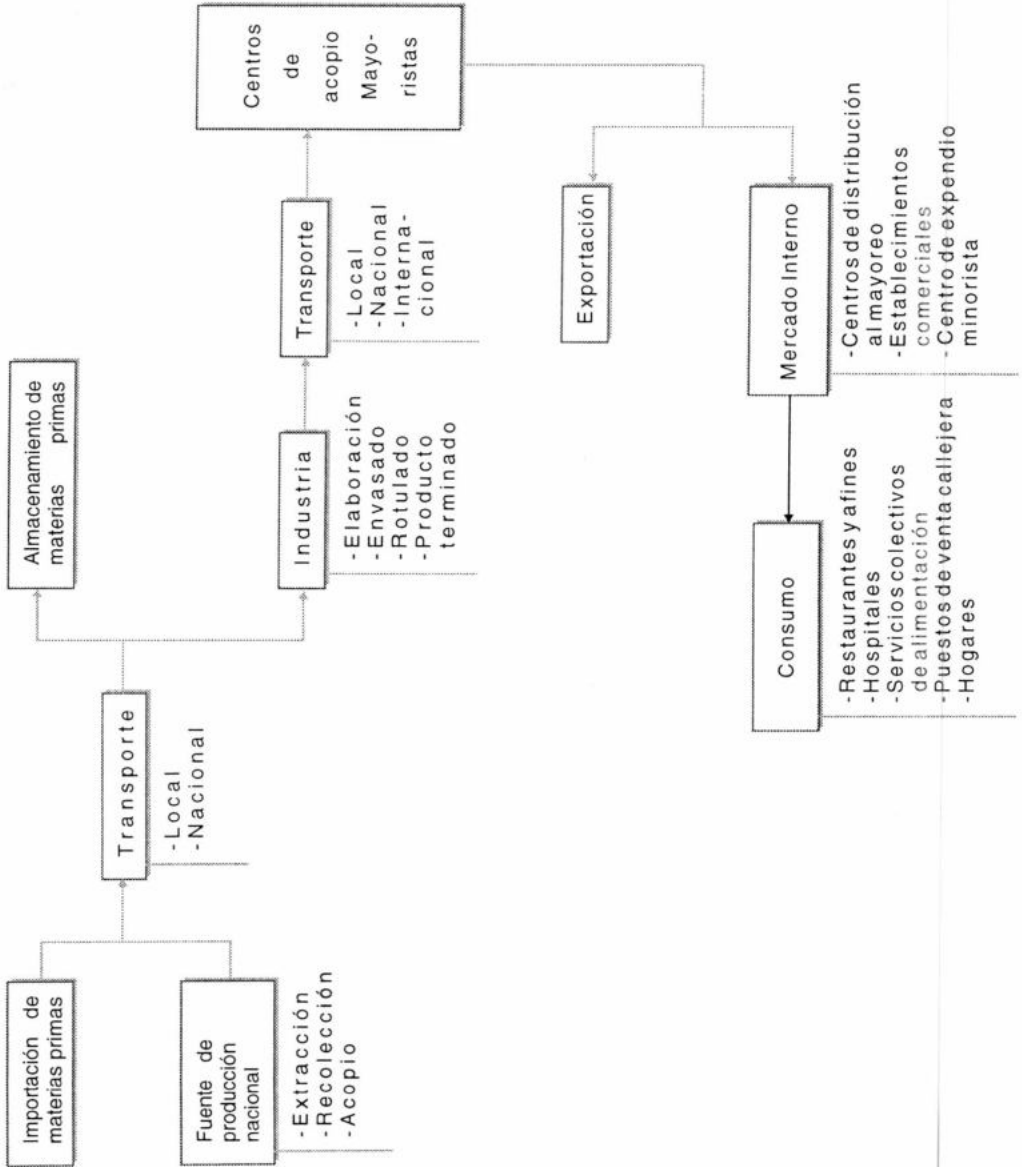 Importación de
materias primas
Fuente de
producción
nacional
- Extracción
- Recolección
- Acopio
Transporte
- Local
- Nacional
Almacenamiento de
materias primas
Industria
- Elaboración
- Envasado
- Rotulado
- Producto
terminado
Transporte
- Local
- Nacional
- Interna-
cional
Centros
de
acopio
Mayo-
ristas
Exportación
Mercado Interno
- Centros de distribución
al mayoreo
- Establecimientos
comerciales
- Centro de expendio
minorista
Consumo
- Restaurantes y afines
- Hospitales
- Servicios colectivos
de alimentación
- Puestos de venta callejera
- Hogares